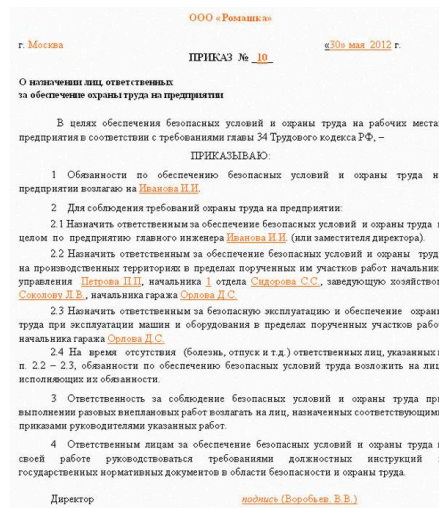 ООО «Ромашка»
г. Москва «30» мая 2012 г.
ПРИКАЗ № _10_
О назначении лиц, ответственных
за обеспечение охраны труда на предприятии
В целях обеспечения безопасных условий и охраны труда на рабочих места
предприятия в соответствии с требованиями главы 34 Трудового кодекса РФ, –
ПРИКАЗЫВАЮ:
1 Обязанности по обеспечению безопасных условий и охраны труда н
предприятии возлагаю на Иванова И.И.
2 Для соблюдения требований охраны труда на предприятии:
2.1 Назначить ответственным за обеспечение безопасных условий и охраны труда
целом по предприятию главного инженера Иванова И.И. (или заместителя директора).
2.2 Назначить ответственным за обеспечение безопасных условий и охраны труд
на производственных территориях в пределах порученных им участков работ начальник
управления Петрова П.П, начальника 1 отдела Сидорова С.С., заведующую хозяйством
Соколову Л.В., начальника гаража Орлова Д.С.
2.3 Назначить ответственным за безопасную эксплуатацию и обеспечение охран
труда при эксплуатации машин и оборудования в пределах порученных участков рабо
начальника гаража Орлова Д.С.
2.4 На время отсутствия (болезнь, отпуск и т.д.) ответственных лиц, указанных
п. 2.2 – 2.3, обязанности по обеспечению безопасных условий труда возложить на лиц
исполняющих их обязанности.
3 Ответственность за соблюдение безопасных условий и охраны труда при
выполнении разовых внеплановых работ возлагать на лиц, назначенных соответствующими
приказами руководителями указанных работ.
4 Ответственным лицам за обеспечение безопасных условий и охраны труда
своей работе руководствоваться требованиями должностных инструкций
государственных нормативных документов в области безопасности и охраны труда.
Директор подпись (Воробьев. В.В.)